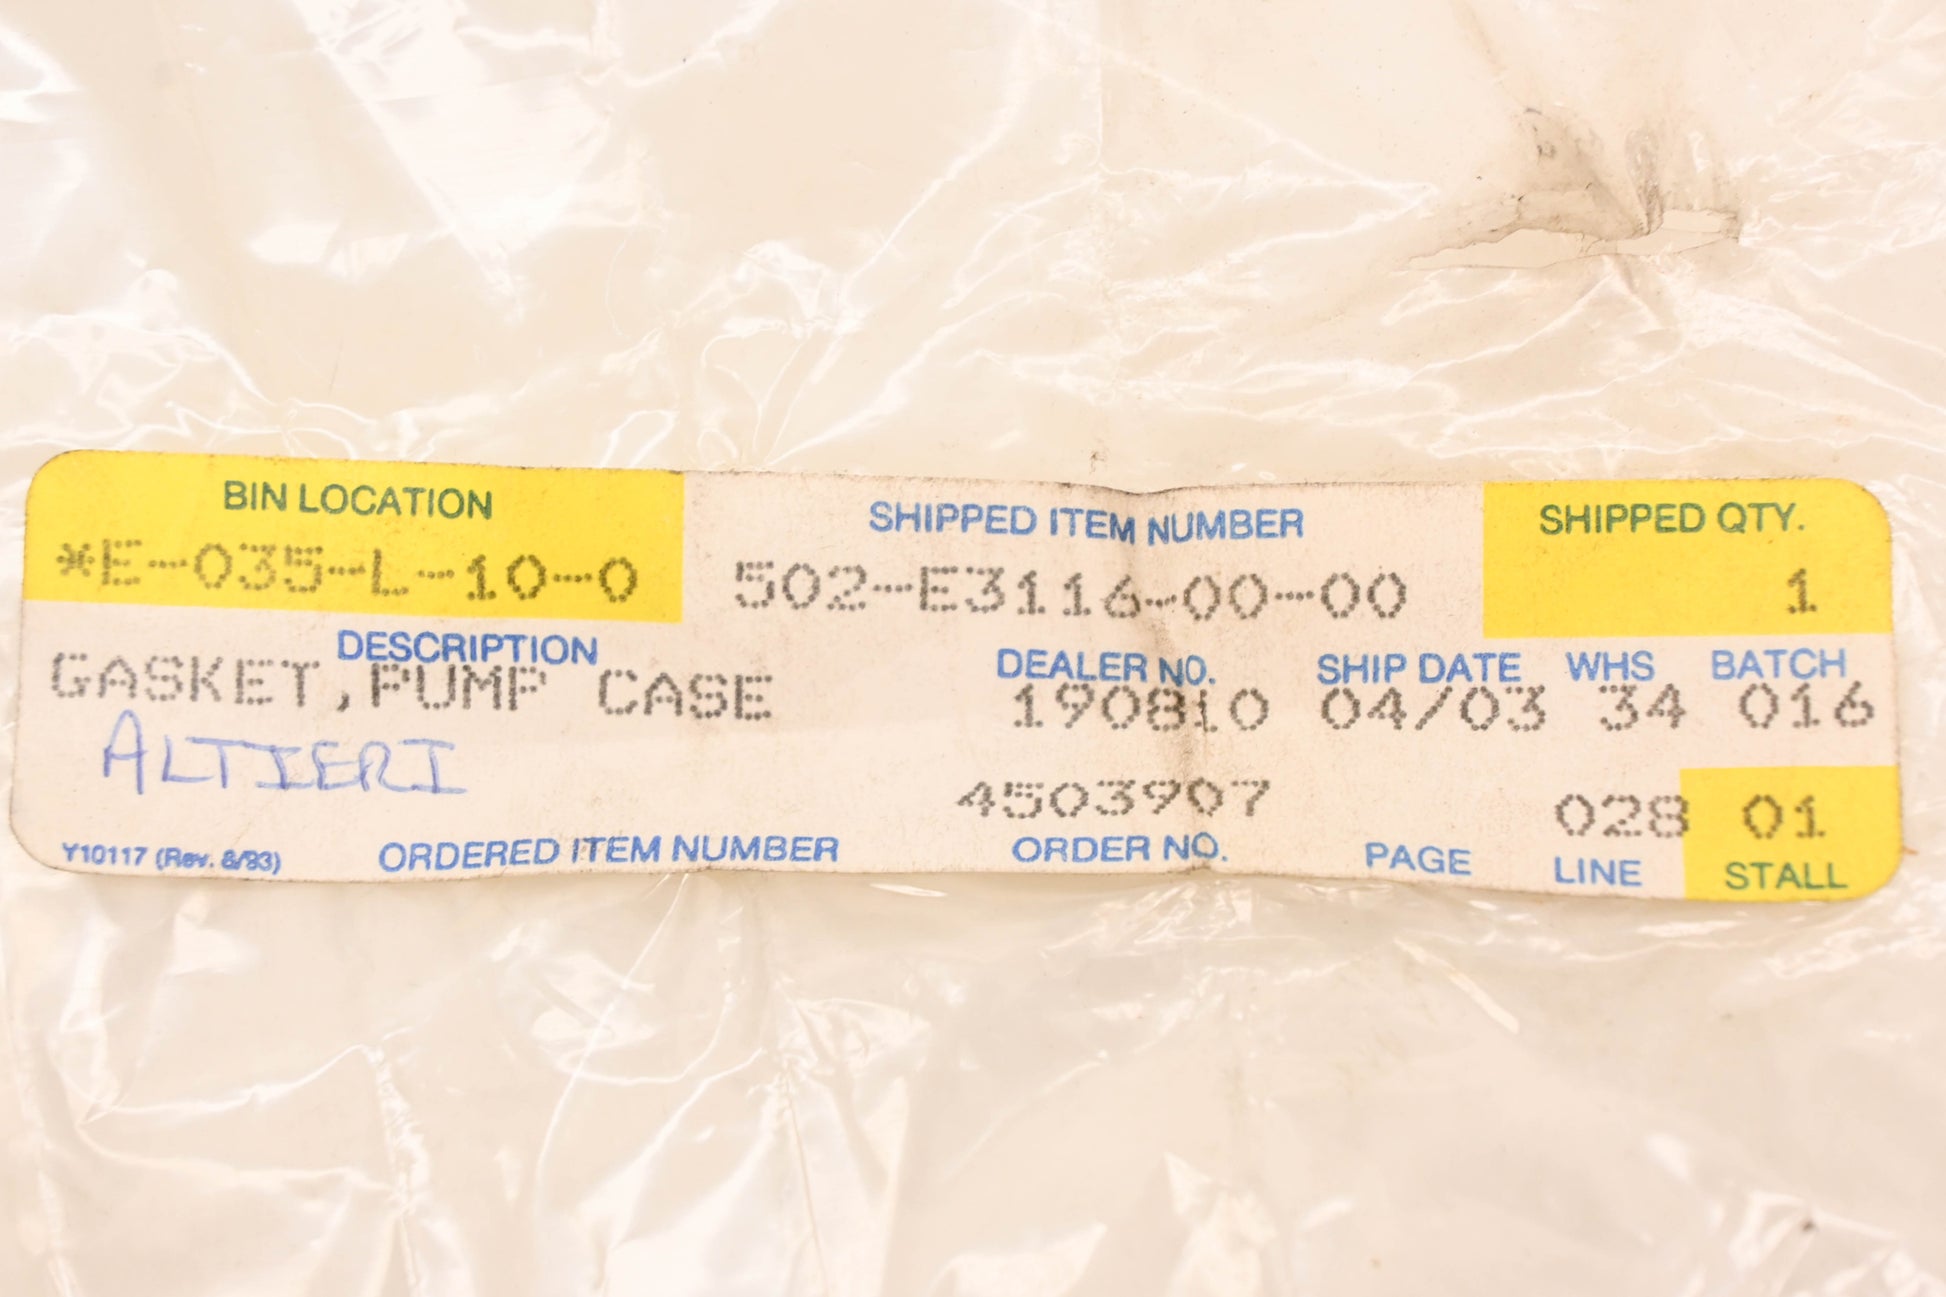 BIN LOCATION SHIPPED ITEM NUMBER SHIPPED QTY.
*E-035-L-10-0 502-E3116-00-00 1
DESCRIPTION DEALER NO. SHIP DATE WHS BATCH
GASKET,PUMP CASE 190810 04/03 34 016
ALTIERI
4503907 028 01
Y10117 (Rev. 8/93) ORDERED ITEM NUMBER ORDER NO. PAGE LINE STALL